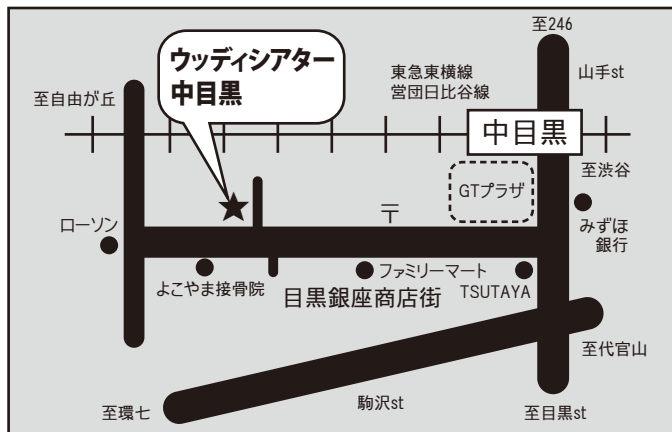 至246
ウッディシアター
中目黒
東急東横線
営団日比谷線
山手st
至自由が丘
中目黒
至渋谷
GTプラザ
〒
ローソン
みずほ
銀行
よこやま接骨院
ファミリーマート
目黒銀座商店街
TSUTAYA
至代官山
駒沢st
至環七
至目黒st